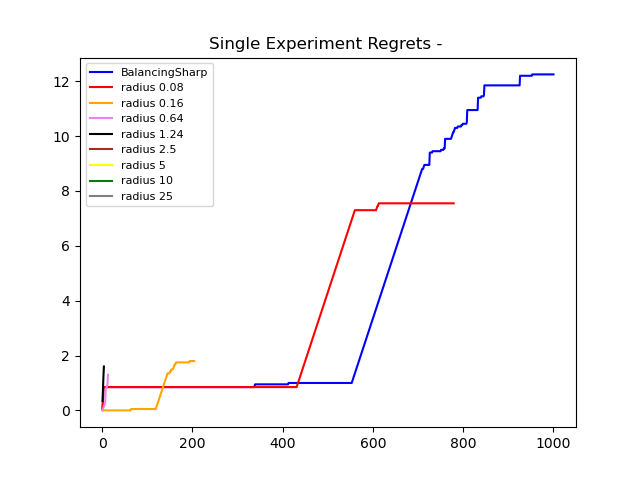 Single Experiment Regrets -
BalancingSharp
radius 0.08
radius 0.16
radius 0.64
radius 1.24
radius 2.5
radius 5
radius 10
radius 25
12
10
8
6
4
2
0
0 200 400 600 800 1000